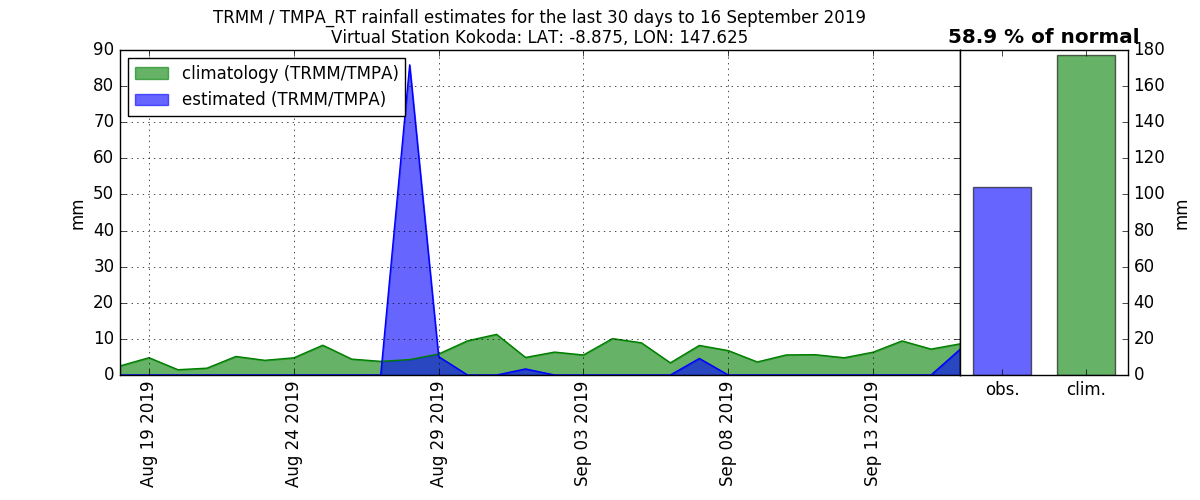 TRMM / TMPA_RT rainfall estimates for the last 30 days to 16 September 2019
Virtual Station Kokoda: LAT: -8.875, LON: 147.625
58.9 % of normal
climatology (TRMM/TMPA)
estimated (TRMM/TMPA)
90
80
70
60
50
40
30
20
10
0
mm
180
160
140
120
100
80
60
40
20
0
mm
Aug 19 2019
Aug 24 2019
Aug 29 2019
Sep 03 2019
Sep 08 2019
Sep 13 2019
obs.
clim.